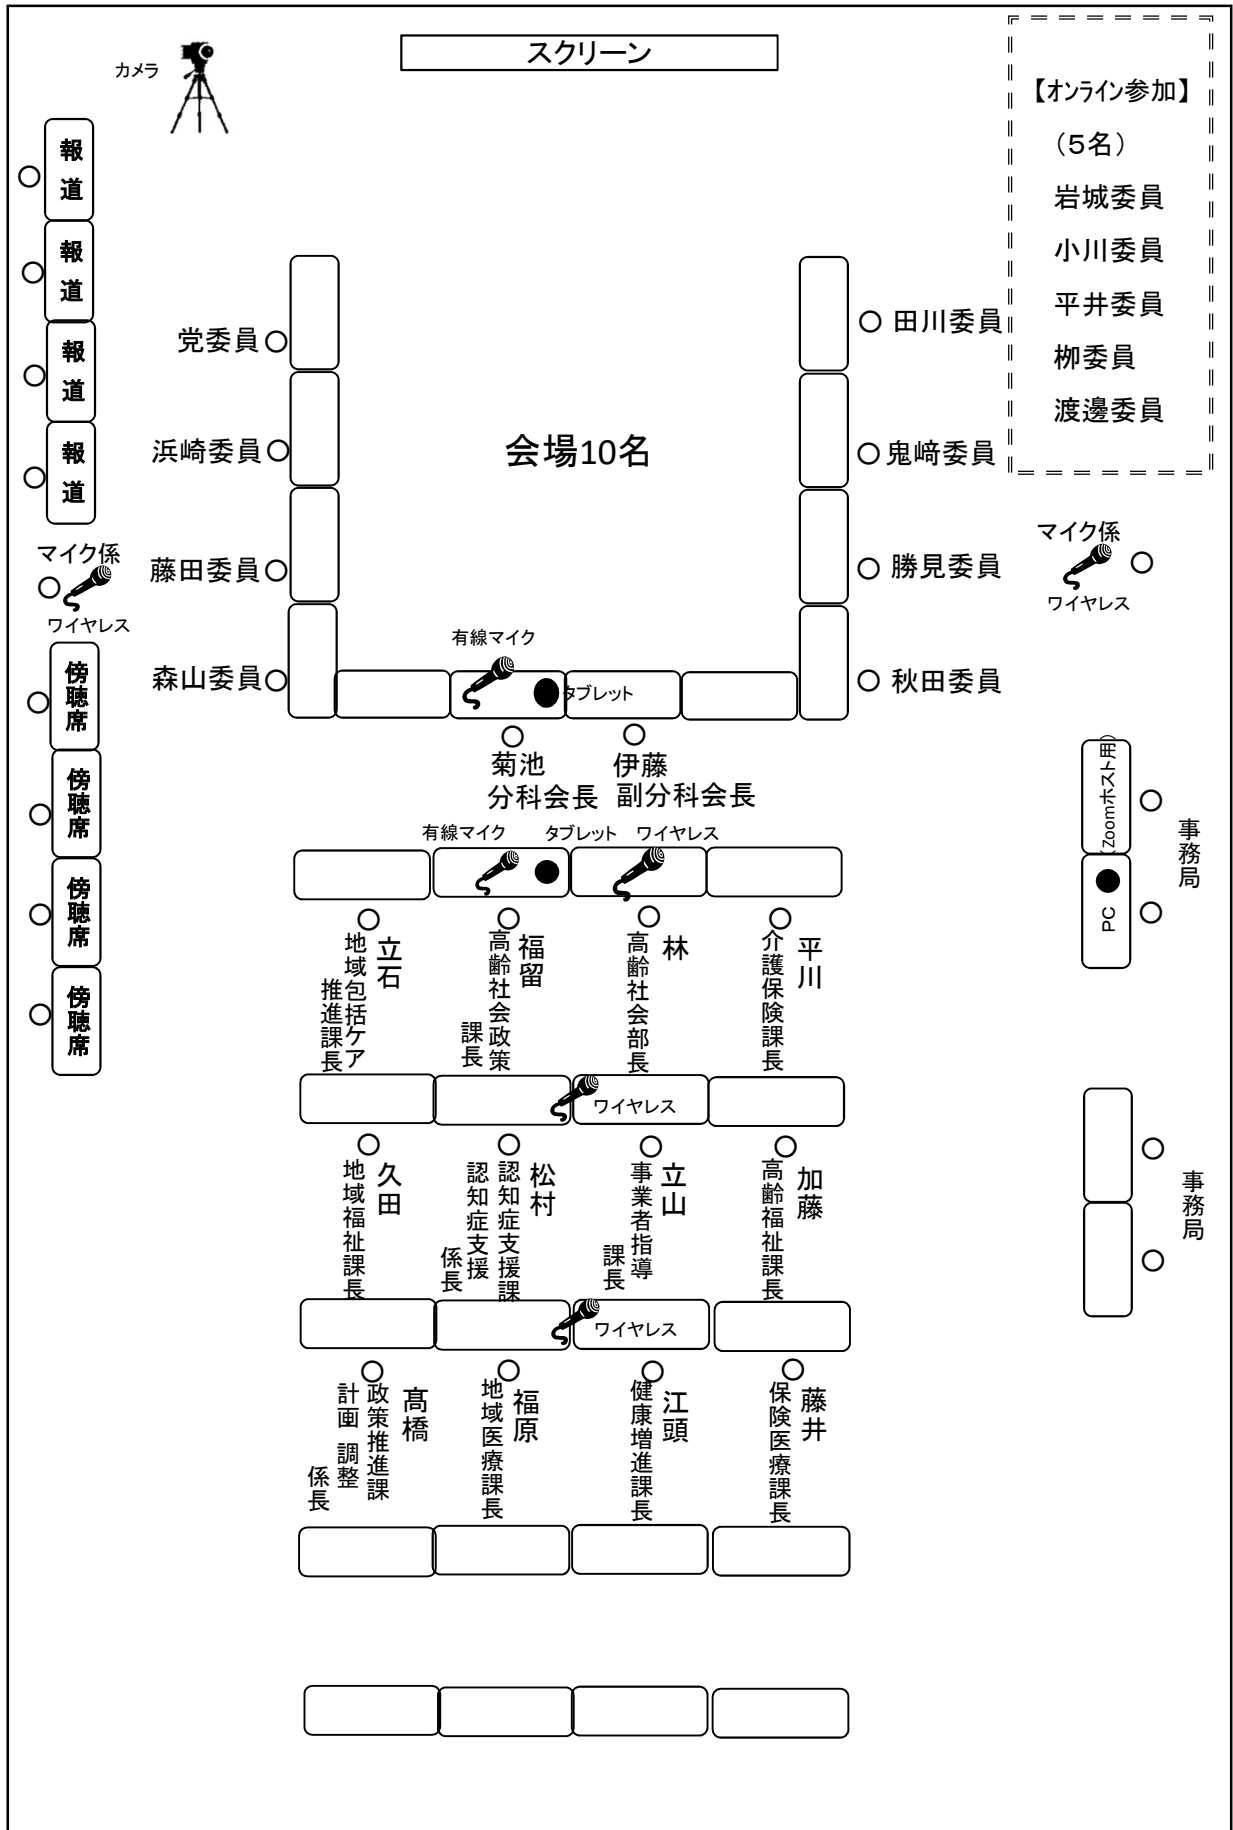 スクリーン
カメラ
【オンライン参加】
（5名）
岩城委員
小川委員
平井委員
栁委員
渡邊委員
報道
報道
報道
報道
党委員
浜崎委員
藤田委員
森山委員
会場10名
田川委員
鬼﨑委員
勝見委員
秋田委員
マイク係
ワイヤレス
マイク係
ワイヤレス
傍聴席
傍聴席
傍聴席
傍聴席
有線マイク
タブレット
菊池
分科会長
伊藤
副分科会長
（Zoomホスト用）
PC
事務局
有線マイク
タブレット
ワイヤレス
立石
地域包括ケア
推進課長
福留
高齢社会政策
課長
林
高齢社会部長
平川
介護保険課長
ワイヤレス
久田
地域福祉課長
松村
認知症支援課
認知症支援
係長
立山
事業者指導
課長
加藤
高齢福祉課長
事務局
ワイヤレス
髙橋
政策推進課
計画 調整
係長
福原
地域医療課長
江頭
健康増進課長
藤井
保険医療課長